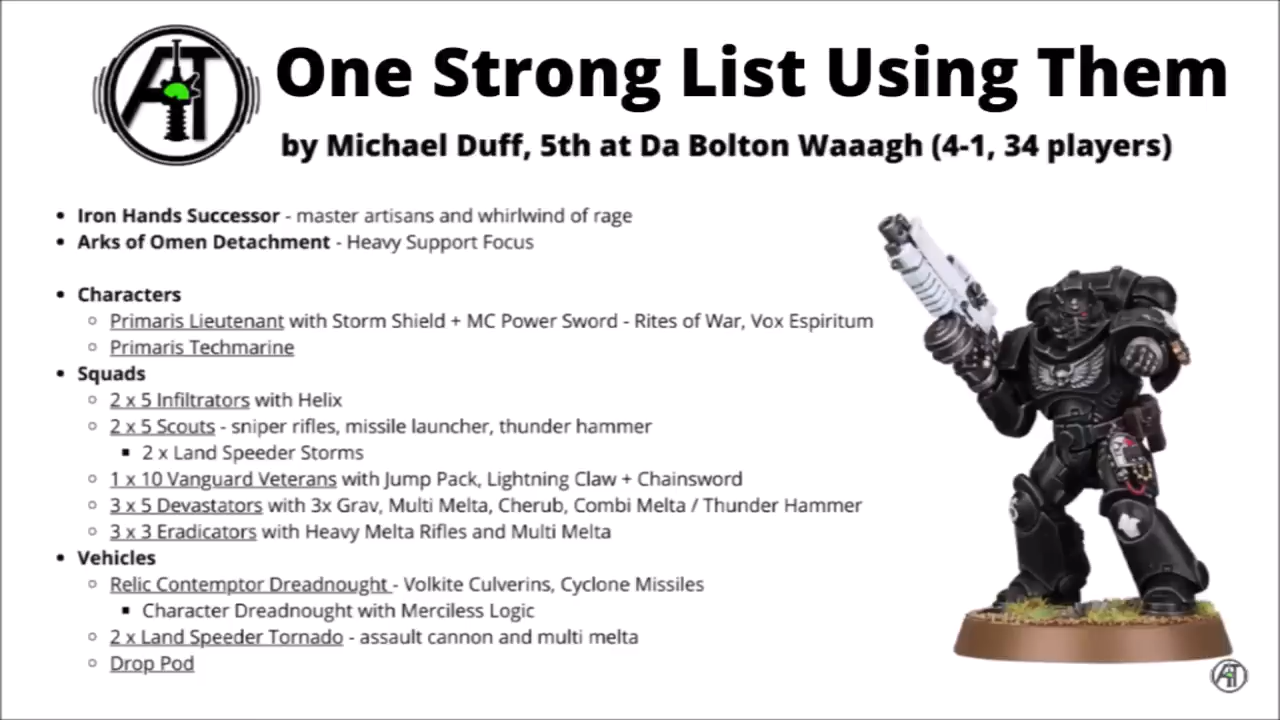 AT
One Strong List Using Them
by Michael Duff, 5th at Da Bolton Waaagh (4-1, 34 players)
• Iron Hands Successor - master artisans and whirlwind of rage
• Arks of Omen Detachment - Heavy Support Focus
• Characters
○ Primaris Lieutenant with Storm Shield + MC Power Sword - Rites of War, Vox Espiritum
○ Primaris Techmarine
• Squads
○ 2 x 5 Infiltrators with Helix
○ 2 x 5 Scouts - sniper rifles, missile launcher, thunder hammer
▪ 2 x Land Speeder Storms
○ 1 x 10 Vanguard Veterans with Jump Pack, Lightning Claw + Chainsword
○ 3 x 5 Devastators with 3x Grav, Multi Melta, Cherub, Combi Melta / Thunder Hammer
○ 3 x 3 Eradicators with Heavy Melta Rifles and Multi Melta
• Vehicles
○ Relic Contemptor Dreadnought - Volkite Culverins, Cyclone Missiles
▪ Character Dreadnought with Merciless Logic
○ 2 x Land Speeder Tornado - assault cannon and multi melta
○ Drop Pod
AT